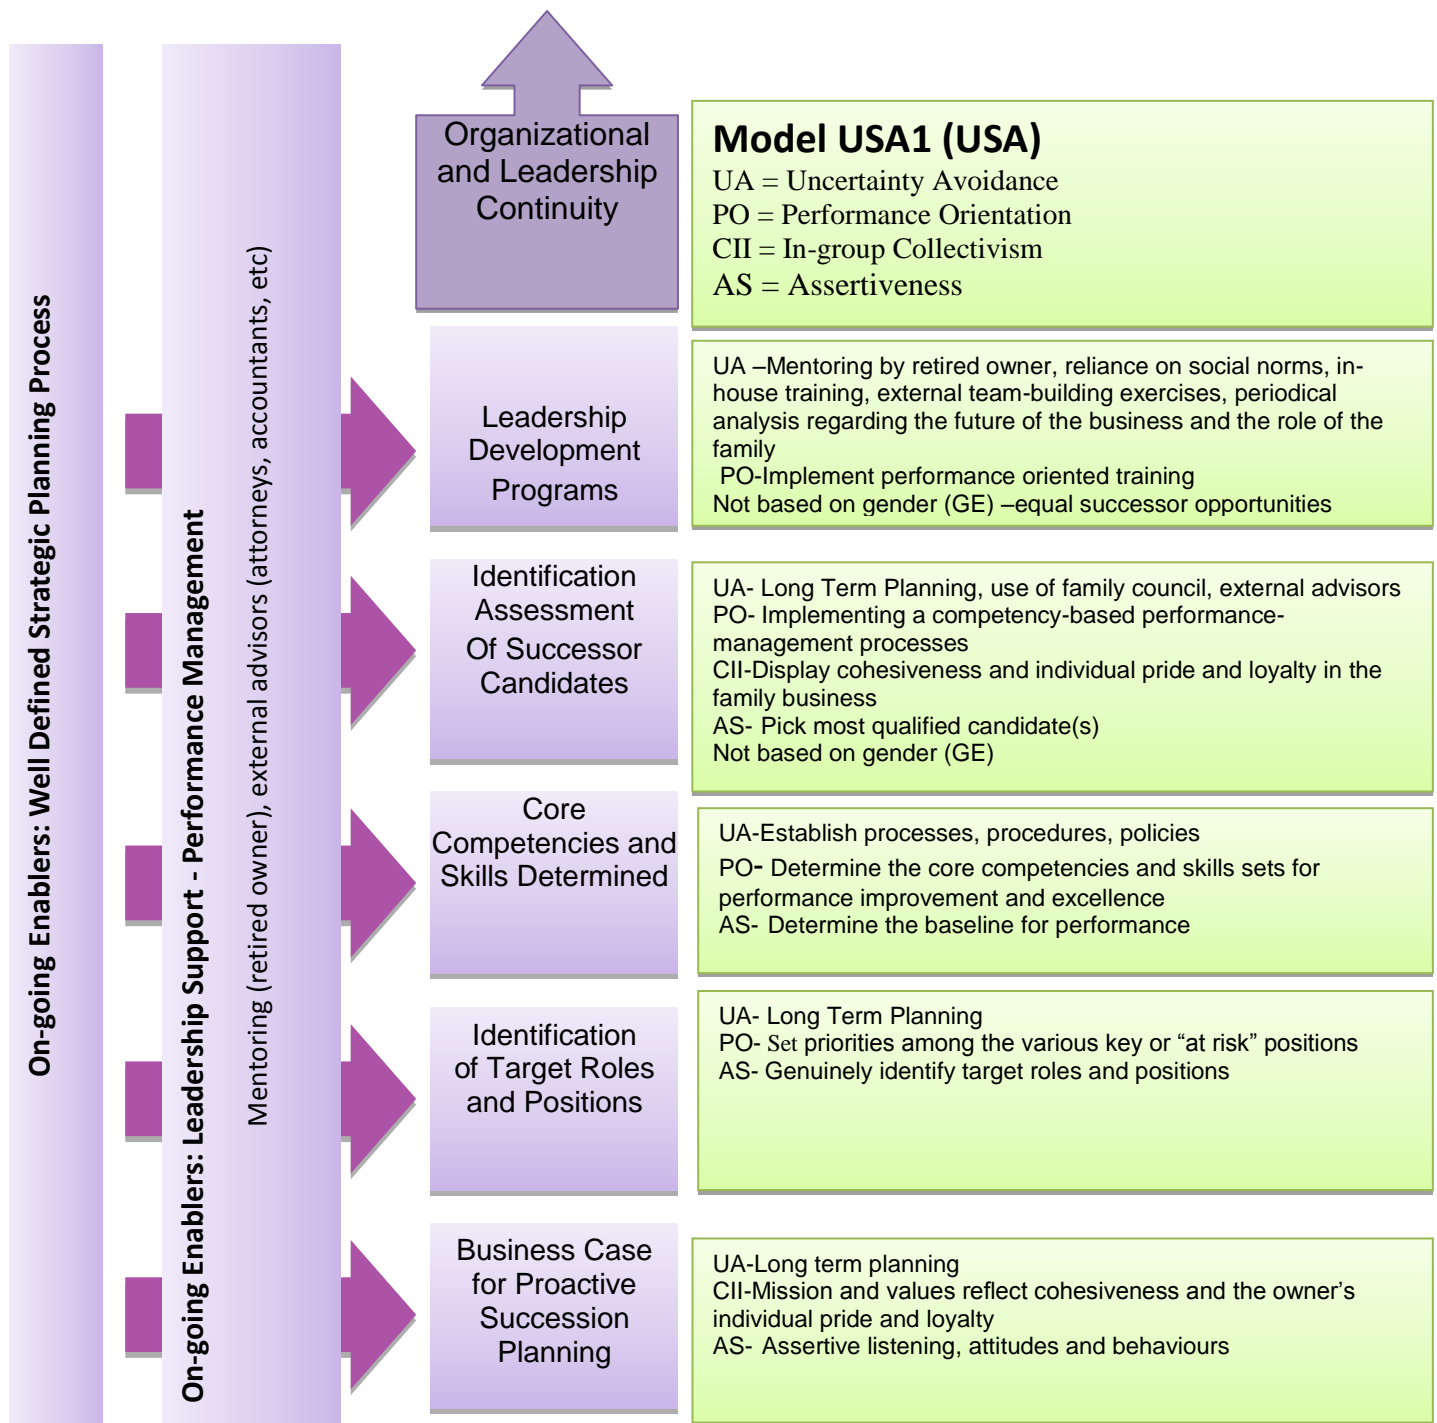 On-going Enablers: Well Defined Strategic Planning Process
On-going Enablers: Leadership Support - Performance Management
Mentoring (retired owner), external advisors (attorneys, accountants, etc)
Organizational
and Leadership
Continuity
Model USA1 (USA)
UA = Uncertainty Avoidance
PO = Performance Orientation
CII = In-group Collectivism
AS = Assertiveness
Leadership
Development
Programs
UA –Mentoring by retired owner, reliance on social norms, in-
house training, external team-building exercises, periodical
analysis regarding the future of the business and the role of the
family
PO-Implement performance oriented training
Not based on gender (GE) –equal successor opportunities
Identification
Assessment
Of Successor
Candidates
UA- Long Term Planning, use of family council, external advisors
PO- Implementing a competency-based performance-
management processes
CII-Display cohesiveness and individual pride and loyalty in the
family business
AS- Pick most qualified candidate(s)
Not based on gender (GE)
Core
Competencies and
Skills Determined
UA-Establish processes, procedures, policies
PO- Determine the core competencies and skills sets for
performance improvement and excellence
AS- Determine the baseline for performance
Identification
of Target Roles
and Positions
UA- Long Term Planning
PO- Set priorities among the various key or “at risk” positions
AS- Genuinely identify target roles and positions
Business Case
for Proactive
Succession
Planning
UA-Long term planning
CII-Mission and values reflect cohesiveness and the owner’s
individual pride and loyalty
AS- Assertive listening, attitudes and behaviours